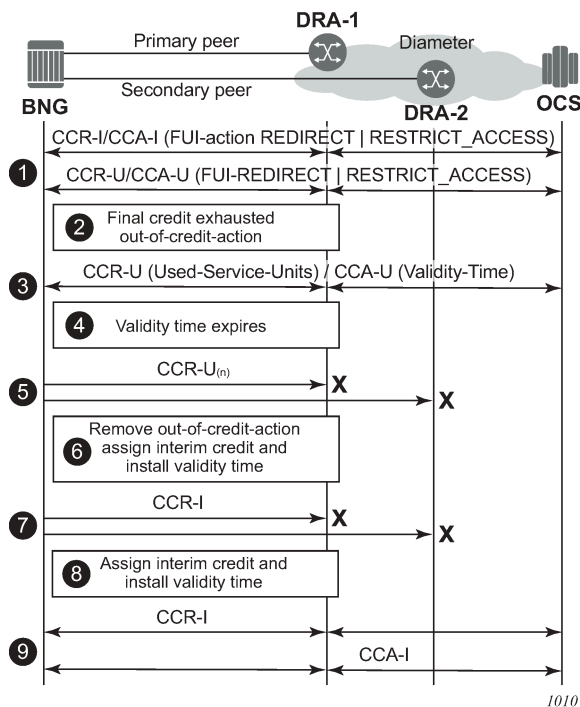 DRA-1
Primary peer
Diameter
Secondary peer
BNG
DRA-2
OCS
CCR-I/CCA-I (FUI-action REDIRECT | RESTRICT_ACCESS)
1
CCR-U/CCA-U (FUI-REDIRECT | RESTRICT_ACCESS)
2
Final credit exhausted
out-of-credit-action
CCR-U (Used-Service-Units) / CCA-U (Validity-Time)
3
4
Validity time expires
CCR-U(n)
X
5
X
Remove out-of-credit-action
6
assign interim credit and
install validity time
CCR-I
X
7
X
8
Assign interim credit and
install validity time
CCR-I
9
CCA-I
1010